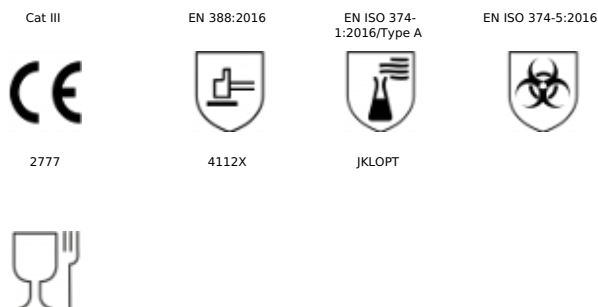 Cat III
EN 388:2016
EN ISO 374-
1:2016/Type A
EN ISO 374-5:2016
CE
2777
4112X
JKLOPT